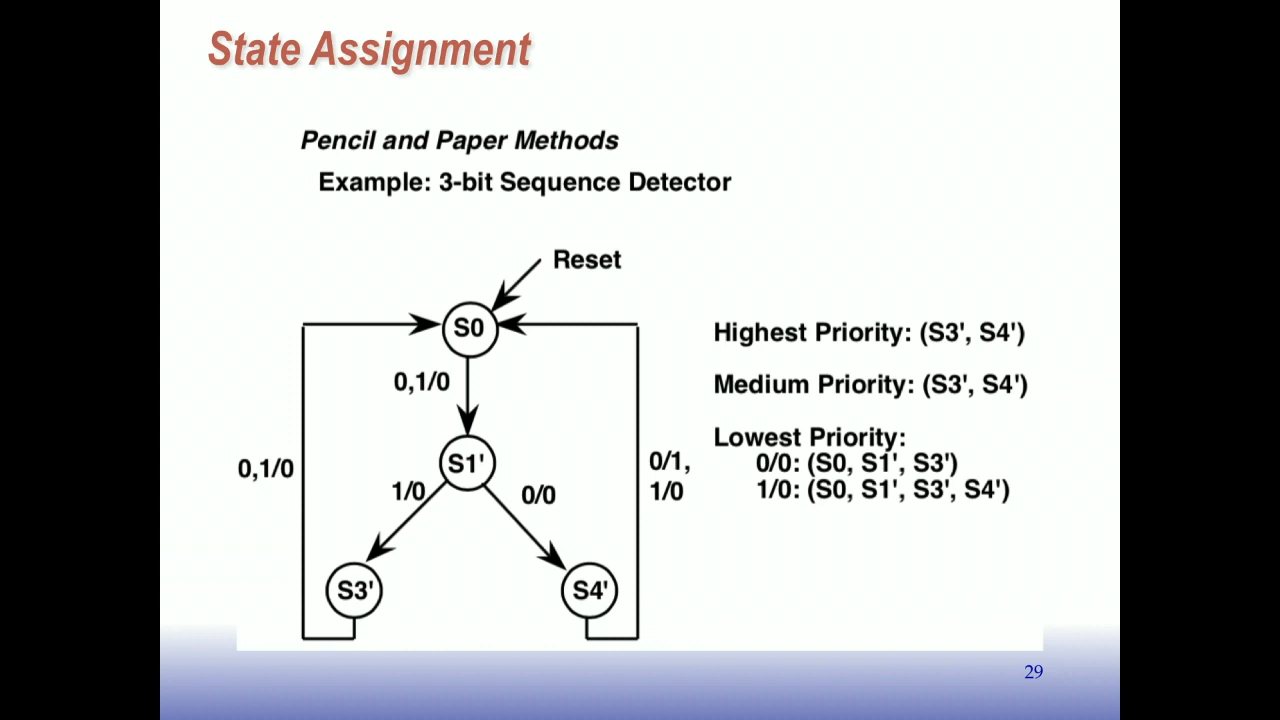 State Assignment
Pencil and Paper Methods
Example: 3-bit Sequence Detector
Reset
S0
0,1/0
S1'
1/0
0/0
0,1/0
0/1,
1/0
S3'
S4'
Highest Priority: (S3', S4')
Medium Priority: (S3', S4')
Lowest Priority:
0/0: (S0, S1', S3')
1/0: (S0, S1', S3', S4')
29